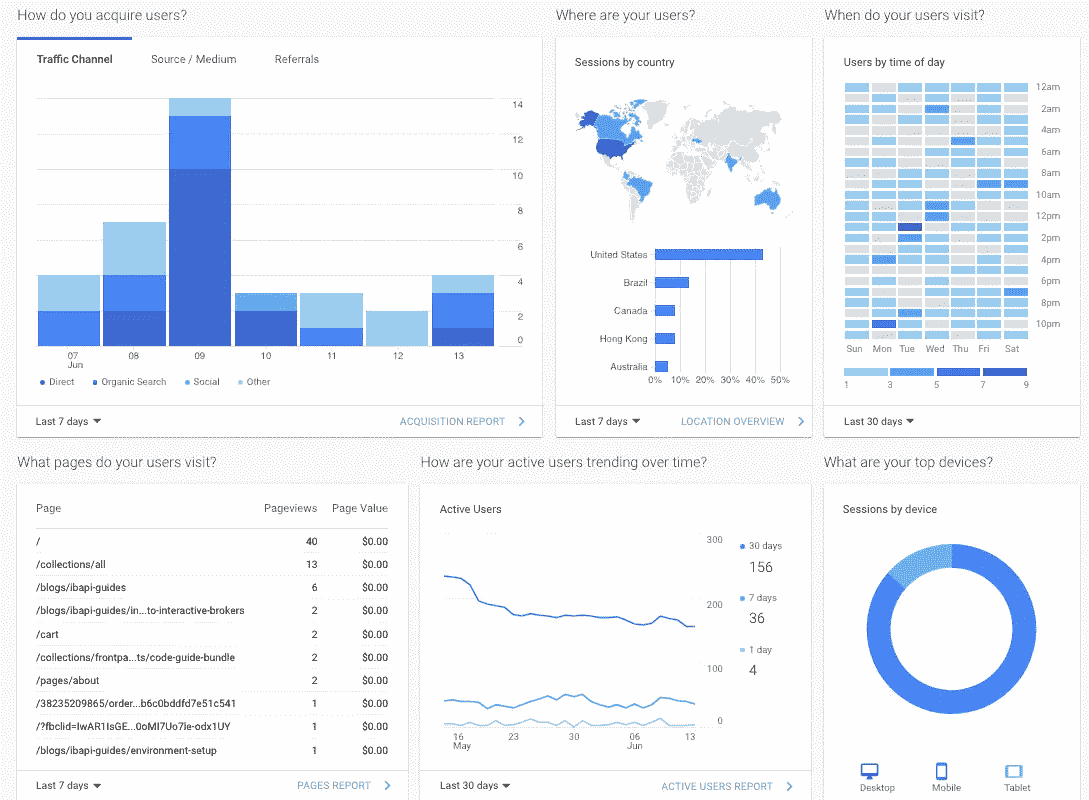 How do you acquire users?
Traffic Channel Source / Medium Referrals
14
12
10
8
6
4
2
0
07 08 09 10 11 12 13
Jun
Direct Organic Search Social Other
Last 7 days ACQUISITION REPORT
Where are your users?
Sessions by country
United States
Brazil
Canada
Hong Kong
Australia
0% 10% 20% 30% 40% 50%
Last 7 days LOCATION OVERVIEW
When do your users visit?
Users by time of day
12am
2am
4am
6am
8am
10am
12pm
2pm
4pm
6pm
8pm
10pm
Sun Mon Tue Wed Thu Fri Sat
1 3 5 7 9
Last 30 days
What pages do your users visit?
Page Pageviews Page Value
/ 40 $0.00
/collections/all 13 $0.00
/blogs/ibapi-guides 6 $0.00
/blogs/ibapi-guides/in...to-interactive-brokers 2 $0.00
/cart 2 $0.00
/collections/frontpa...ts/code-guide-bundle 2 $0.00
/pages/about 2 $0.00
/38235209865/order...b6c0bddfd7e51c541 1 $0.00
/?fbclid=IwAR1IsGE...0oMI7Uo7ie-odx1UY 1 $0.00
/blogs/ibapi-guides/environment-setup 1 $0.00
Last 7 days PAGES REPORT
How are your active users trending over time?
Active Users
300
200
100
0
16 23 30 06 13
May Jun
30 days
156
7 days
36
1 day
4
Last 30 days ACTIVE USERS REPORT
What are your top devices?
Sessions by device
Desktop Mobile Tablet